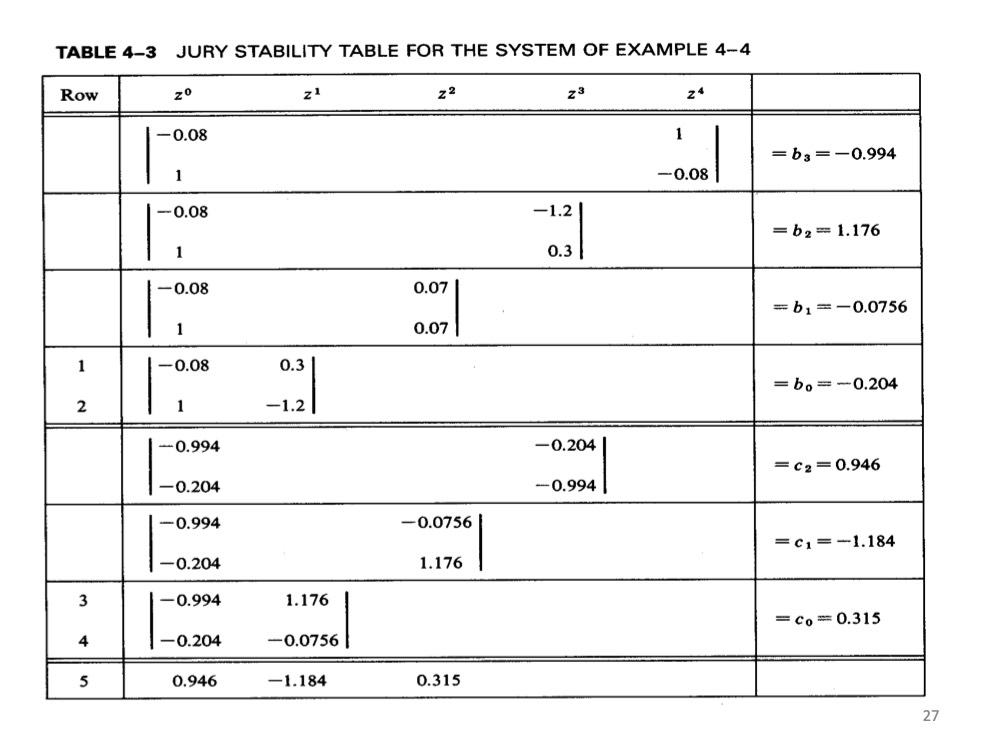 TABLE 4–3 JURY STABILITY TABLE FOR THE SYSTEM OF EXAMPLE 4–4
Row z⁰ z¹ z² z³ z⁴
−0.08 1
= b₃ = −0.994
1 −0.08
−0.08 −1.2
= b₂ = 1.176
1 0.3
−0.08 0.07
= b₁ = −0.0756
1 0.07
1 −0.08 0.3
= b₀ = −0.204
2 1 −1.2
−0.994 −0.204
= c₂ = 0.946
−0.204 −0.994
−0.994 −0.0756
= c₁ = −1.184
−0.204 1.176
3 −0.994 1.176
= c₀ = 0.315
4 −0.204 −0.0756
5 0.946 −1.184 0.315
27